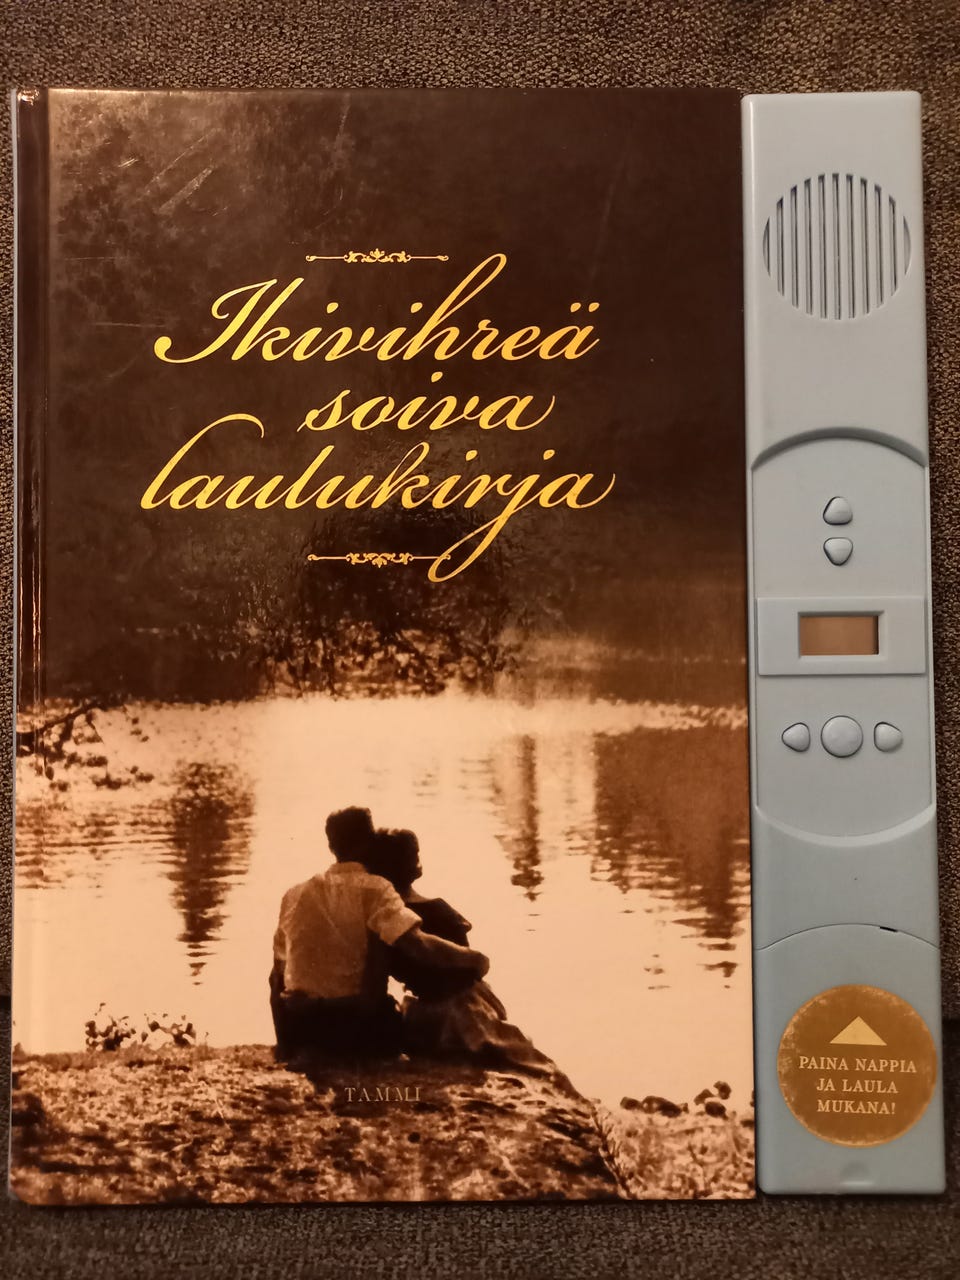 Ikivihreä
soiva
laulukirja
TAMMI
PAINA NAPPIA
JA LAULA
MUKANA!